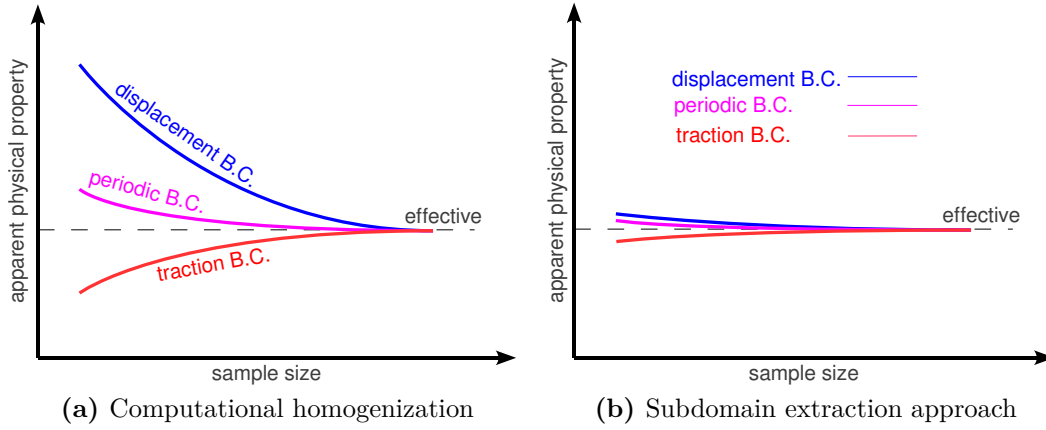 apparent physical property
displacement B.C.
periodic B.C.
traction B.C.
effective
sample size
(a) Computational homogenization
apparent physical property
displacement B.C.
periodic B.C.
traction B.C.
effective
sample size
(b) Subdomain extraction approach